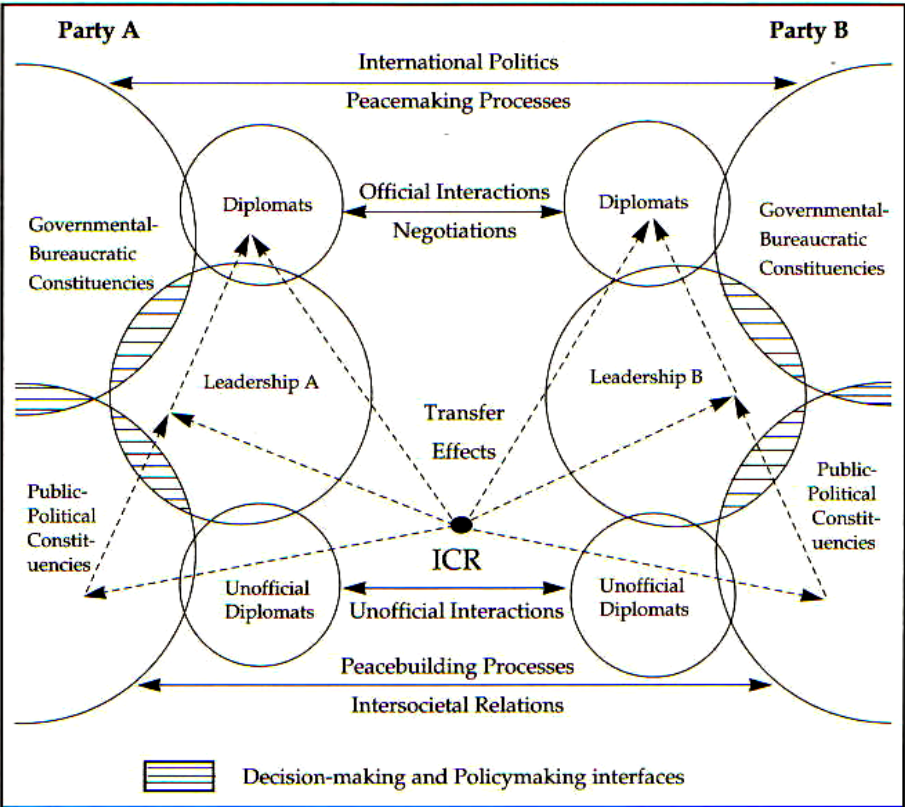 Party A
Party B
International Politics
Peacemaking Processes
Diplomats
Official Interactions
Negotiations
Diplomats
Governmental-
Bureaucratic
Constituencies
Governmental-
Bureaucratic
Constituencies
Leadership A
Leadership B
Transfer
Effects
Public-
Political
Constit-
uencies
Public-
Political
Constit-
uencies
ICR
Unofficial
Diplomats
Unofficial Interactions
Unofficial
Diplomats
Peacebuilding Processes
Intersocietal Relations
Decision-making and Policymaking interfaces